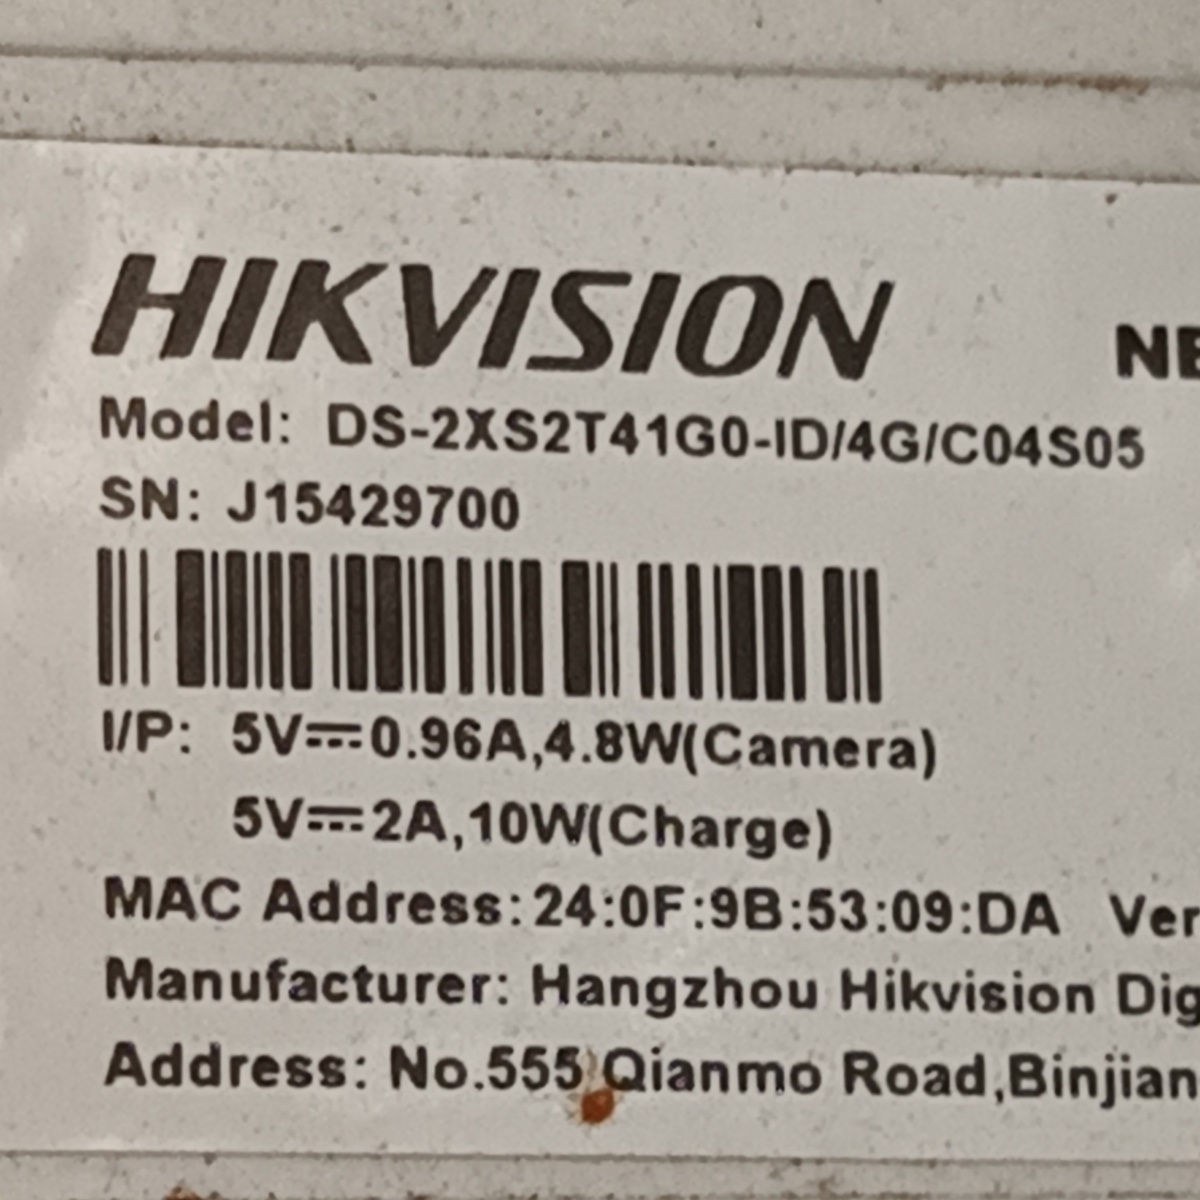 HIKVISION
NE
Model: DS-2XS2T41G0-ID/4G/C04S05
SN: J15429700
I/P: 5V⎓0.96A,4.8W(Camera)
5V⎓2A,10W(Charge)
MAC Address:24:0F:9B:53:09:DA Ver
Manufacturer: Hangzhou Hikvision Dig
Address: No.555 Qianmo Road,Binjian